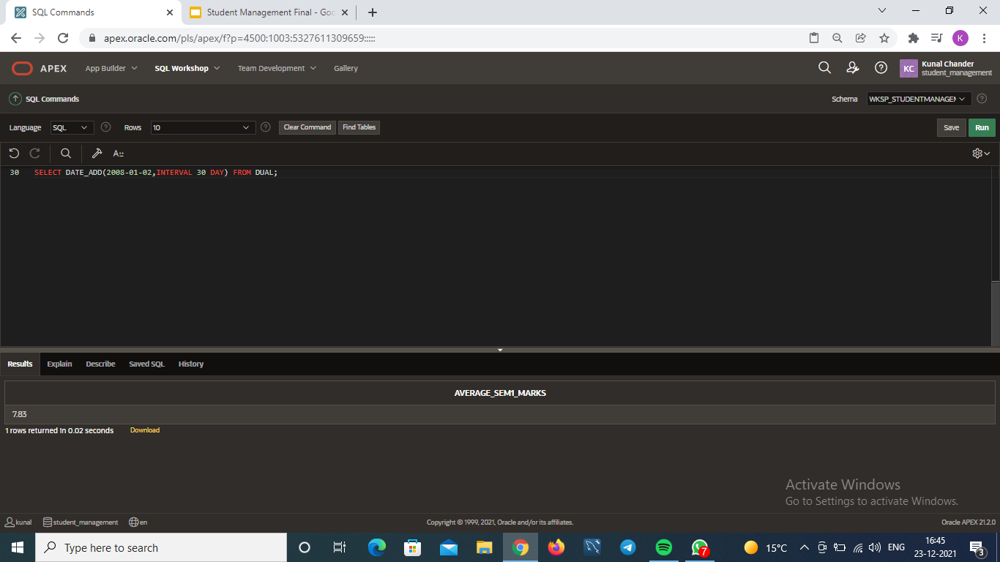 SQL Commands
Student Management Final - Goo
apex.oracle.com/pls/apex/f?p=4500:1003:5327611309659:::::
K
APEX
App Builder
SQL Workshop
Team Development
Gallery
KC
Kunal Chander
student_management
SQL Commands
Schema
WKSP_STUDENTMANAGEM
Language
SQL
Rows
10
Clear Command
Find Tables
Save
Run
A::
30 SELECT DATE_ADD(2008-01-02,INTERVAL 30 DAY) FROM DUAL;
Results
Explain
Describe
Saved SQL
History
AVERAGE_SEM1_MARKS
7.83
1 rows returned in 0.02 seconds
Download
Activate Windows
Go to Settings to activate Windows.
kunal
student_management
en
Copyright © 1999, 2021, Oracle and/or its affiliates.
Oracle APEX 21.2.0
Type here to search
7
15°C
ENG
16:45
23-12-2021
3